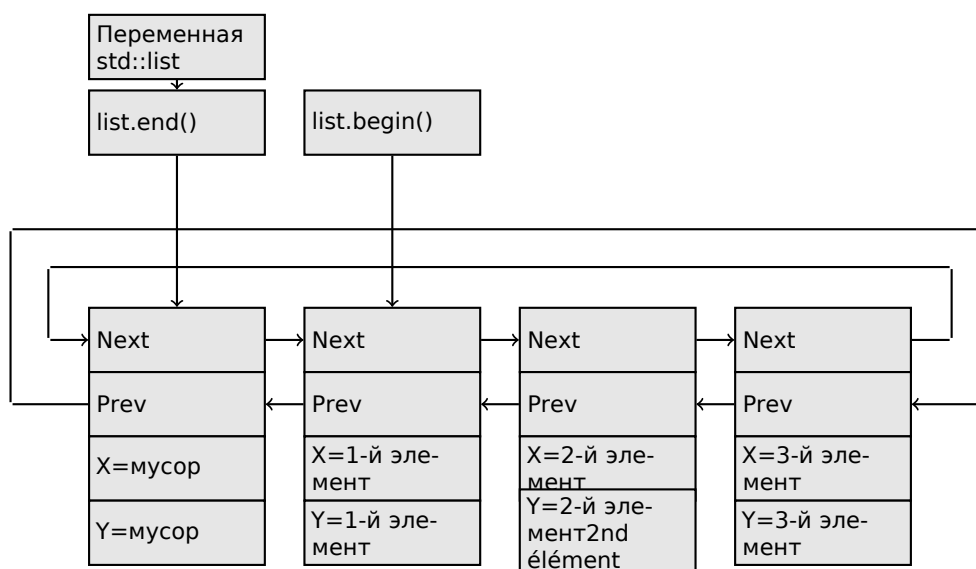 Переменная
std::list
list.end()
list.begin()
Next
Next
Next
Next
Prev
Prev
Prev
Prev
X=мусор
X=1-й эле-
мент
X=2-й эле-
мент
X=3-й эле-
мент
Y=мусор
Y=1-й эле-
мент
Y=2-й эле-
мент2nd
élément
Y=3-й эле-
мент